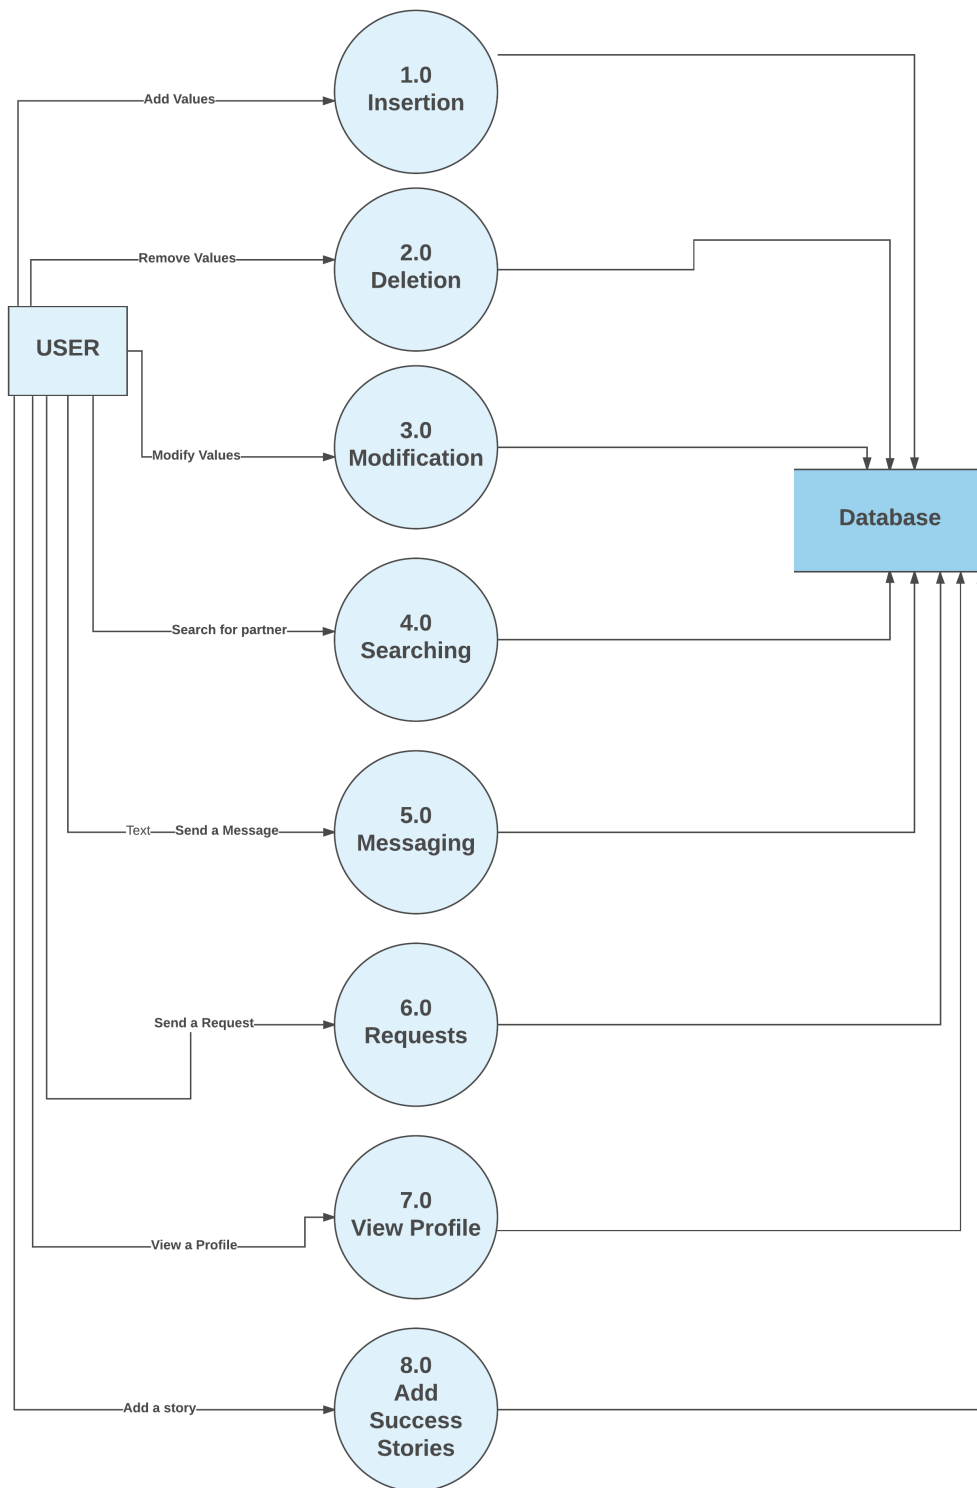 1.0
Insertion
Add Values
2.0
Deletion
Remove Values
USER
3.0
Modification
Modify Values
Database
4.0
Searching
Search for partner
5.0
Messaging
Text Send a Message
6.0
Requests
Send a Request
7.0
View Profile
View a Profile
8.0
Add
Success
Stories
Add a story